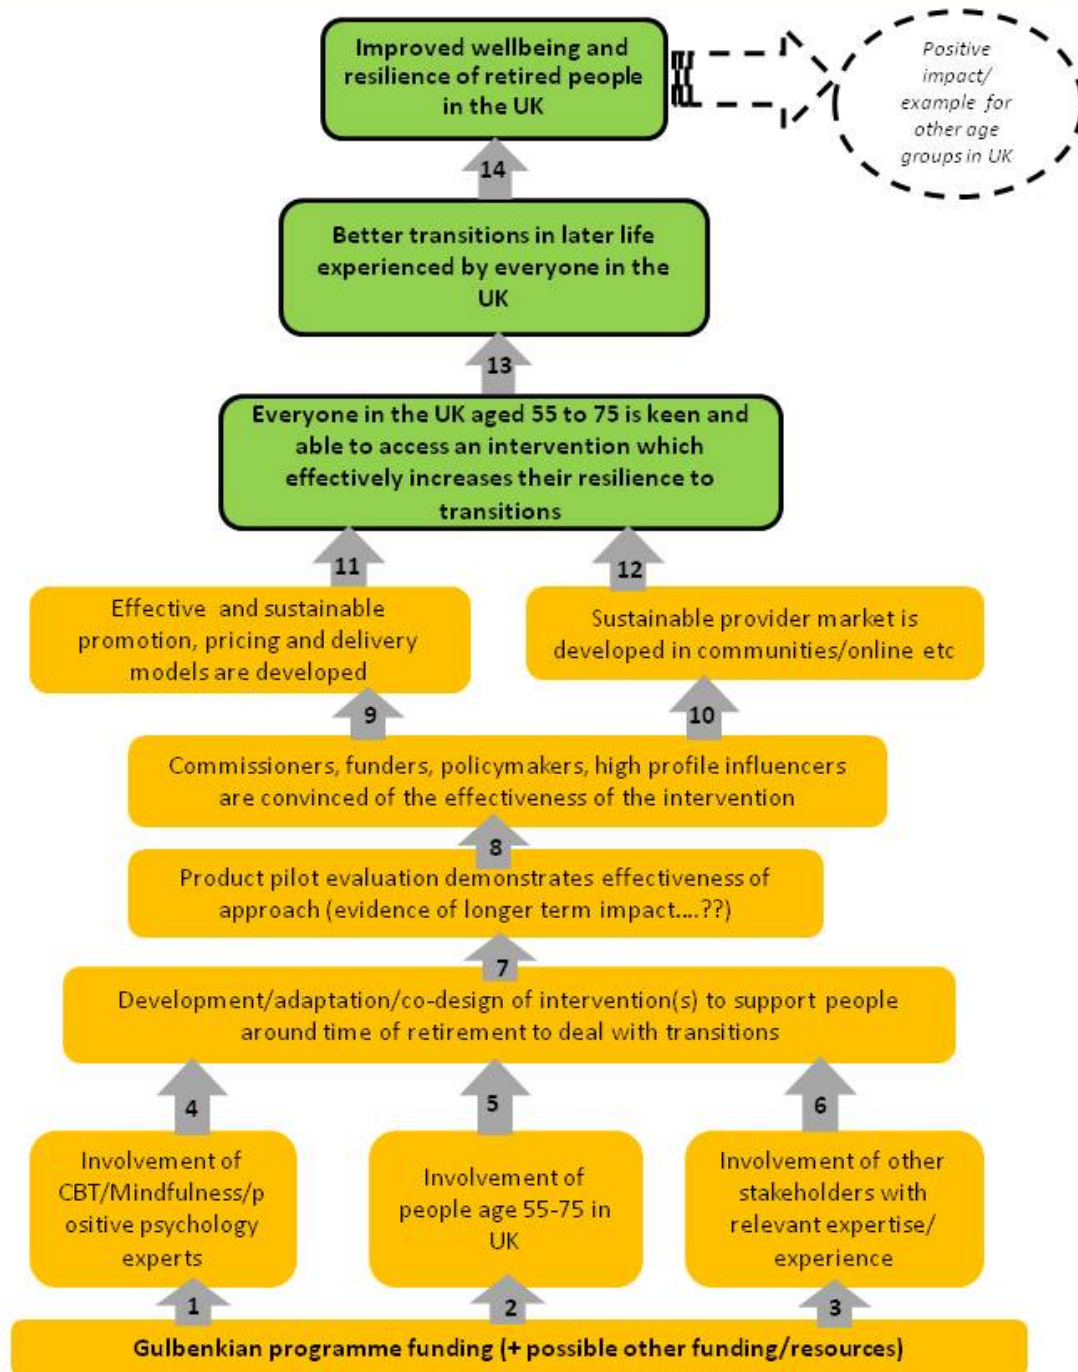 Improved wellbeing and
resilience of retired people
in the UK
Positive
impact/
example for
other age
groups in UK
14
Better transitions in later life
experienced by everyone in the
UK
13
Everyone in the UK aged 55 to 75 is keen and
able to access an intervention which
effectively increases their resilience to
transitions
11
12
Effective and sustainable
promotion, pricing and delivery
models are developed
Sustainable provider market is
developed in communities/online etc
9
10
Commissioners, funders, policymakers, high profile influencers
are convinced of the effectiveness of the intervention
8
Product pilot evaluation demonstrates effectiveness of
approach (evidence of longer term impact....??)
7
Development/adaptation/co-design of intervention(s) to support people
around time of retirement to deal with transitions
4
5
6
Involvement of
CBT/Mindfulness/p
ositive psychology
experts
Involvement of
people age 55-75 in
UK
Involvement of other
stakeholders with
relevant expertise/
experience
1
2
3
Gulbenkian programme funding (+ possible other funding/resources)